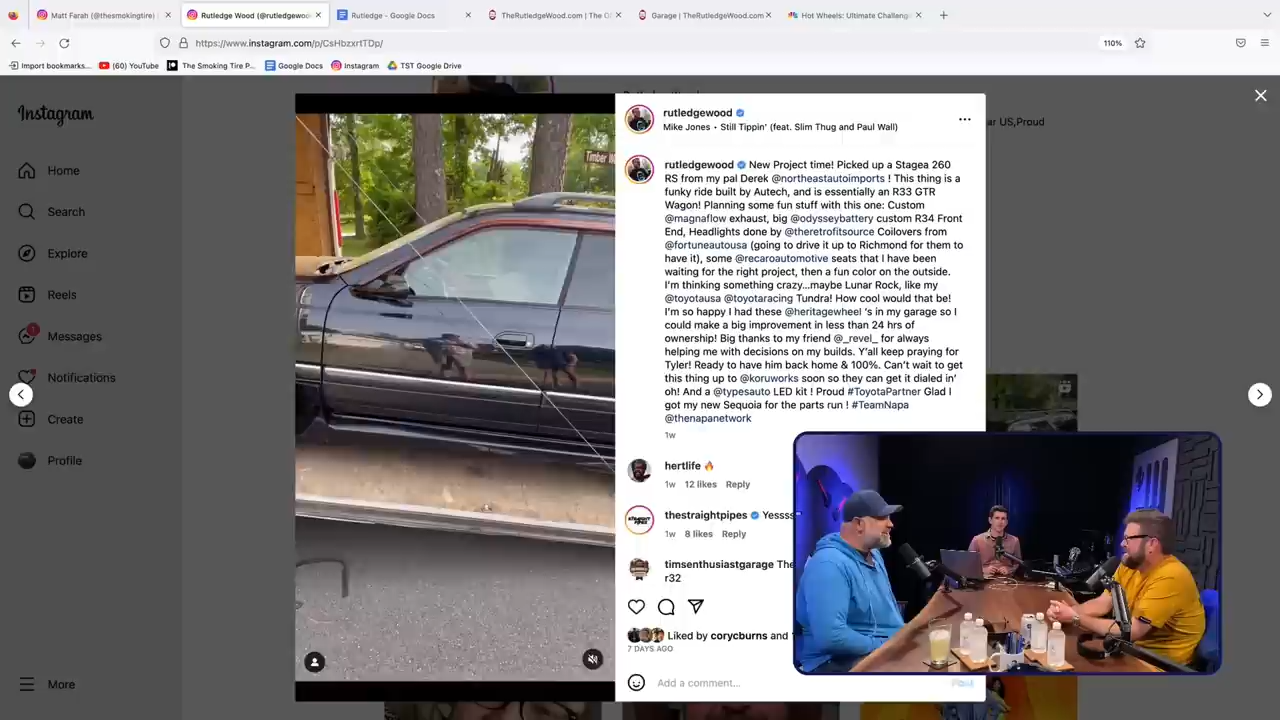 Matt Farah (@thesmokingtire)
Rutledge Wood (@rutledgewood
Rutledge - Google Docs
TheRutledgeWood.com | The
Garage | TheRutledgeWood.com
Hot Wheels: Ultimate Challeng
https://www.instagram.com/p/CsHbzxrtTDp/
110%
Import bookmarks...
(60) YouTube
The Smoking Tire P...
Google Docs
Instagram
TST Google Drive
Instagram
Home
Search
Explore
Reels
1
Messages
Notifications
Create
Profile
More
Timber
rutledgewood
Mike Jones • Still Tippin' (feat. Slim Thug and Paul Wall)
rutledgewood New Project time! Picked up a Stagea 260
RS from my pal Derek @northeastautoimports ! This thing is a
funky ride built by Autech, and is essentially an R33 GTR
Wagon! Planning some fun stuff with this one: Custom
@magnaflow exhaust, big @odysseybattery custom R34 Front
End, Headlights done by @theretrofitsource Coilovers from
@fortuneautousa (going to drive it up to Richmond for them to
have it), some @recaroautomotive seats that I have been
waiting for the right project, then a fun color on the outside.
I'm thinking something crazy...maybe Lunar Rock, like my
@toyotausa @toyotaracing Tundra! How cool would that be!
I'm so happy I had these @heritagewheel 's in my garage so I
could make a big improvement in less than 24 hrs of
ownership! Big thanks to my friend @_revel_ for always
helping me with decisions on my builds. Y'all keep praying for
Tyler! Ready to have him back home & 100%. Can't wait to get
this thing up to @koruworks soon so they can get it dialed in'
oh! And a @typesauto LED kit ! Proud #ToyotaPartner Glad I
got my new Sequoia for the parts run ! #TeamNapa
@thenapanetwork
1w
hertlife 🔥
1w 12 likes Reply
thestraightpipes Yessss
1w 8 likes Reply
timsenthusiastgarage The
r32
Liked by corycburns and
7 DAYS AGO
Add a comment...
Post
ar US,Proud